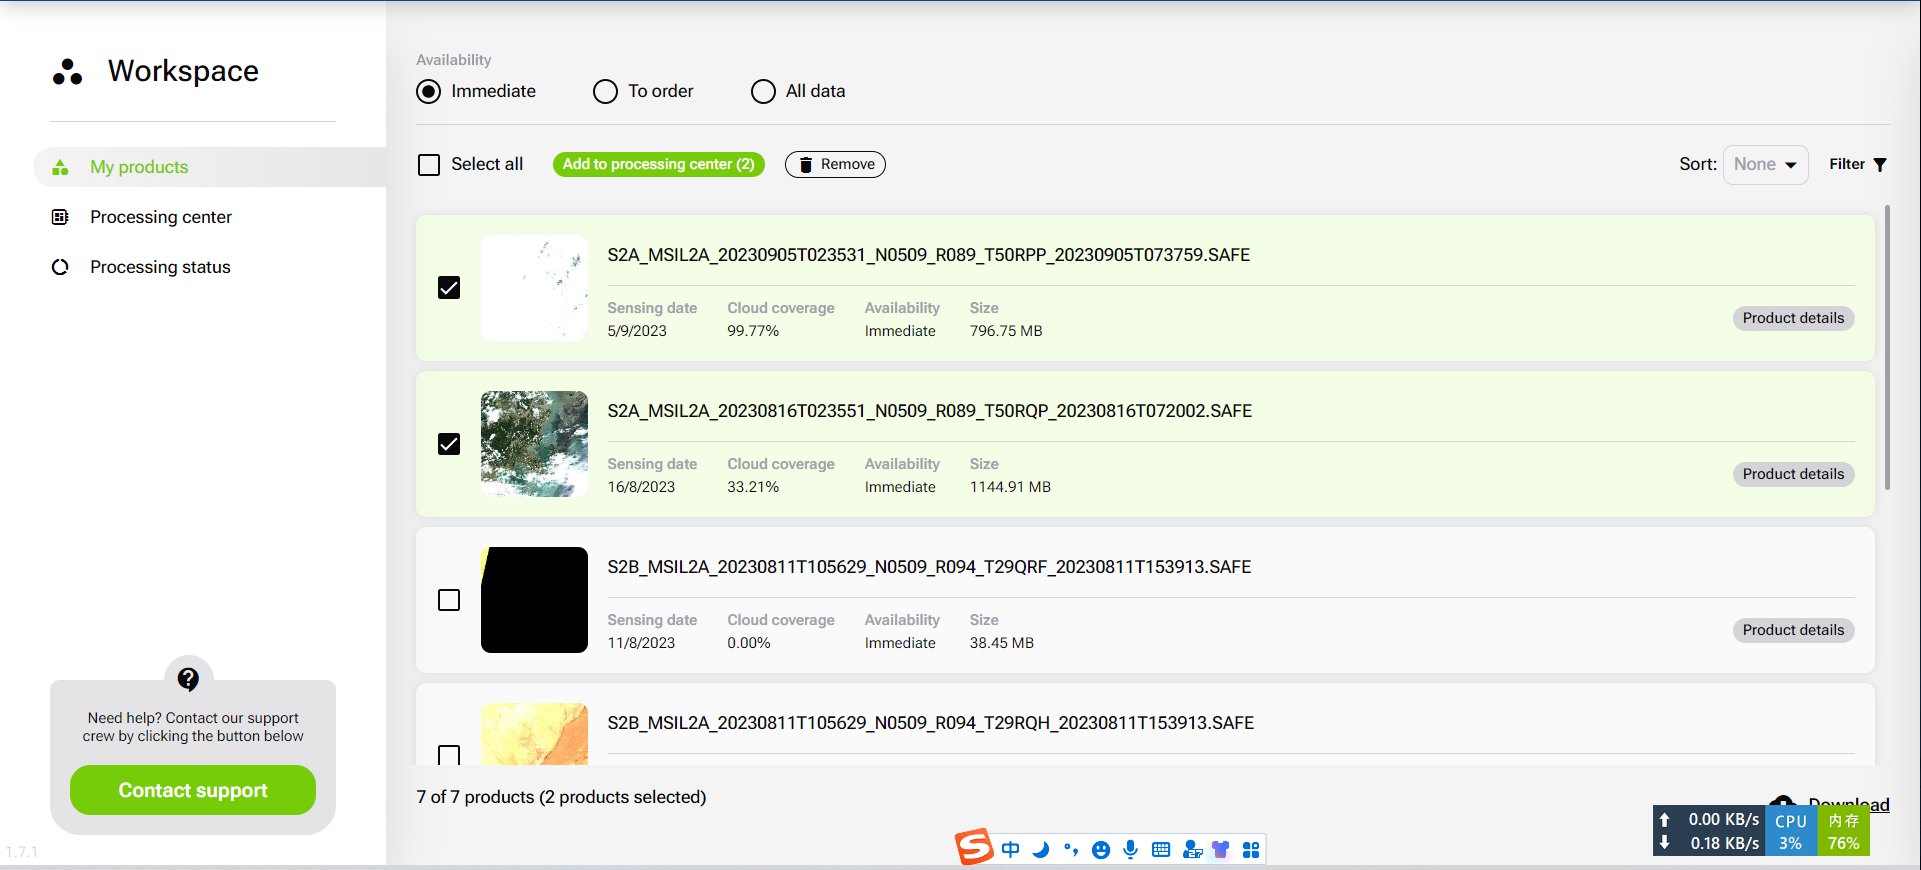 Workspace
My products
Processing center
Processing status
Need help? Contact our support
crew by clicking the button below
Contact support
1.7.1
Availability
Immediate To order All data
Select all Add to processing center (2) Remove Sort: None Filter
S2A_MSIL2A_20230905T023531_N0509_R089_T50RPP_20230905T073759.SAFE
Sensing date Cloud coverage Availability Size
5/9/2023 99.77% Immediate 796.75 MB
Product details
S2A_MSIL2A_20230816T023551_N0509_R089_T50RQP_20230816T072002.SAFE
Sensing date Cloud coverage Availability Size
16/8/2023 33.21% Immediate 1144.91 MB
Product details
S2B_MSIL2A_20230811T105629_N0509_R094_T29QRF_20230811T153913.SAFE
Sensing date Cloud coverage Availability Size
11/8/2023 0.00% Immediate 38.45 MB
Product details
S2B_MSIL2A_20230811T105629_N0509_R094_T29RQH_20230811T153913.SAFE
7 of 7 products (2 products selected)
Download
0.00 KB/s CPU 内存
0.18 KB/s 3% 76%
S 中